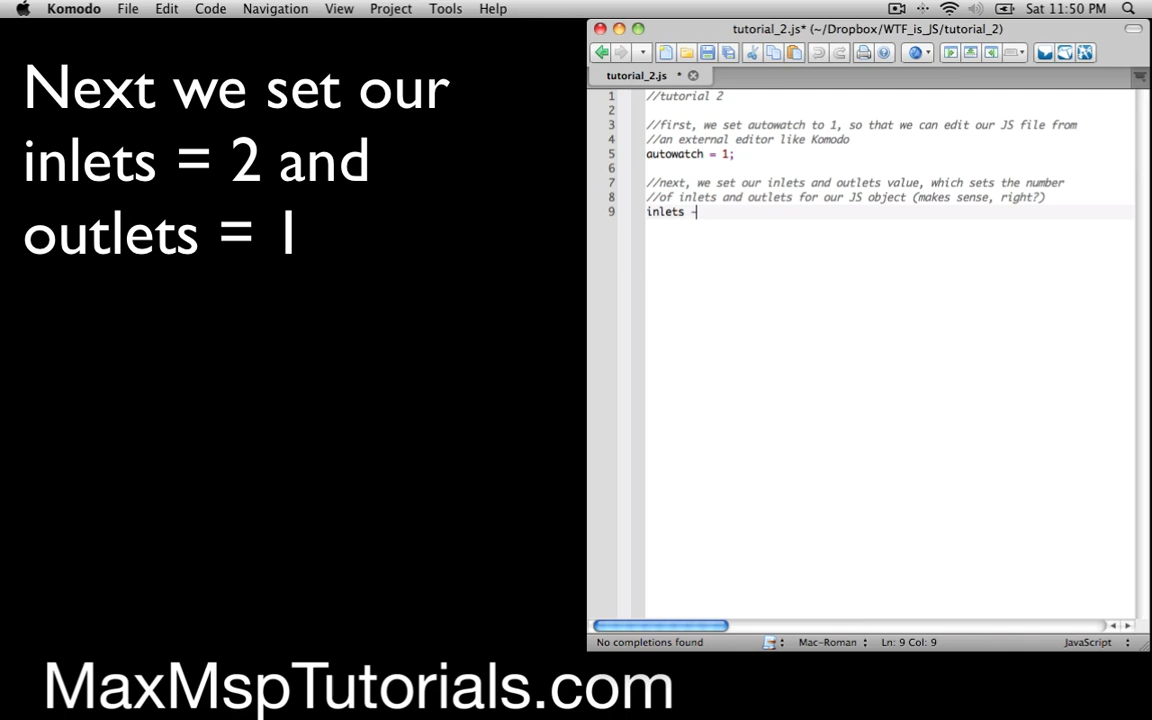 Komodo File Edit Code Navigation View Project Tools Help Sat 11:50 PM
tutorial_2.js* (~/Dropbox/WTF_is_JS/tutorial_2)
tutorial_2.js *
Next we set our
inlets = 2 and
outlets = 1
1 //tutorial 2
2
3 //first, we set autowatch to 1, so that we can edit our JS file from
4 //an external editor like Komodo
5 autowatch = 1;
6
7 //next, we set our inlets and outlets value, which sets the number
8 //of inlets and outlets for our JS object (makes sense, right?)
9 inlets -
No completions found Mac-Roman Ln: 9 Col: 9 JavaScript
MaxMspTutorials.com